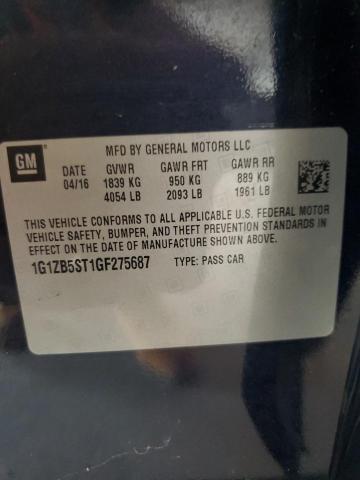 GM
MFD BY GENERAL MOTORS LLC
DATE GVWR GAWR FRT GAWR RR
04/16 1839 KG 950 KG 889 KG
4054 LB 2093 LB 1961 LB
THIS VEHICLE CONFORMS TO ALL APPLICABLE U.S. FEDERAL MOTOR
VEHICLE SAFETY, BUMPER, AND THEFT PREVENTION STANDARDS IN
EFFECT ON THE DATE OF MANUFACTURE SHOWN ABOVE.
1G1ZB5ST1GF275687 TYPE: PASS CAR